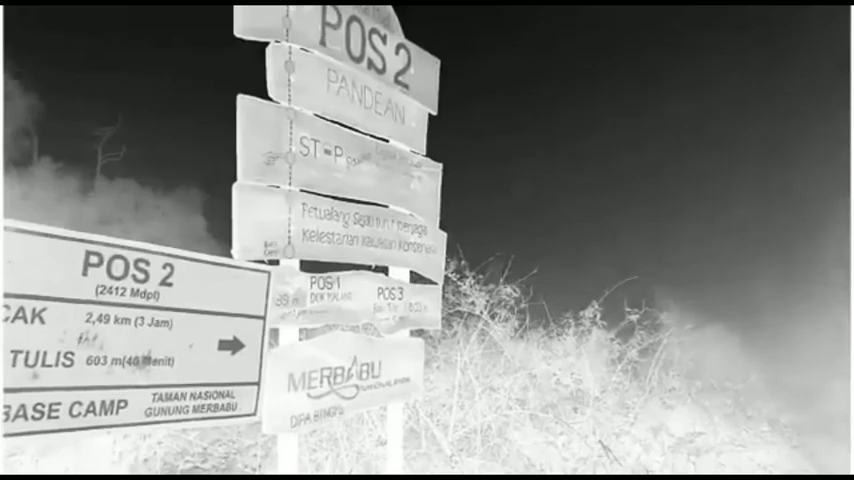 POS 2
PANDEAN
STOP
Petualang Sejati turut menjaga
Kelestarian Kawasan Konservasi
POS 1
POS 3
MERBABU
POS 2
(2412 Mdpl)
CAK
2,49 km (3 Jam)
TULIS
603 m(40 Menit)
BASE CAMP
TAMAN NASIONAL
GUNUNG MERBABU